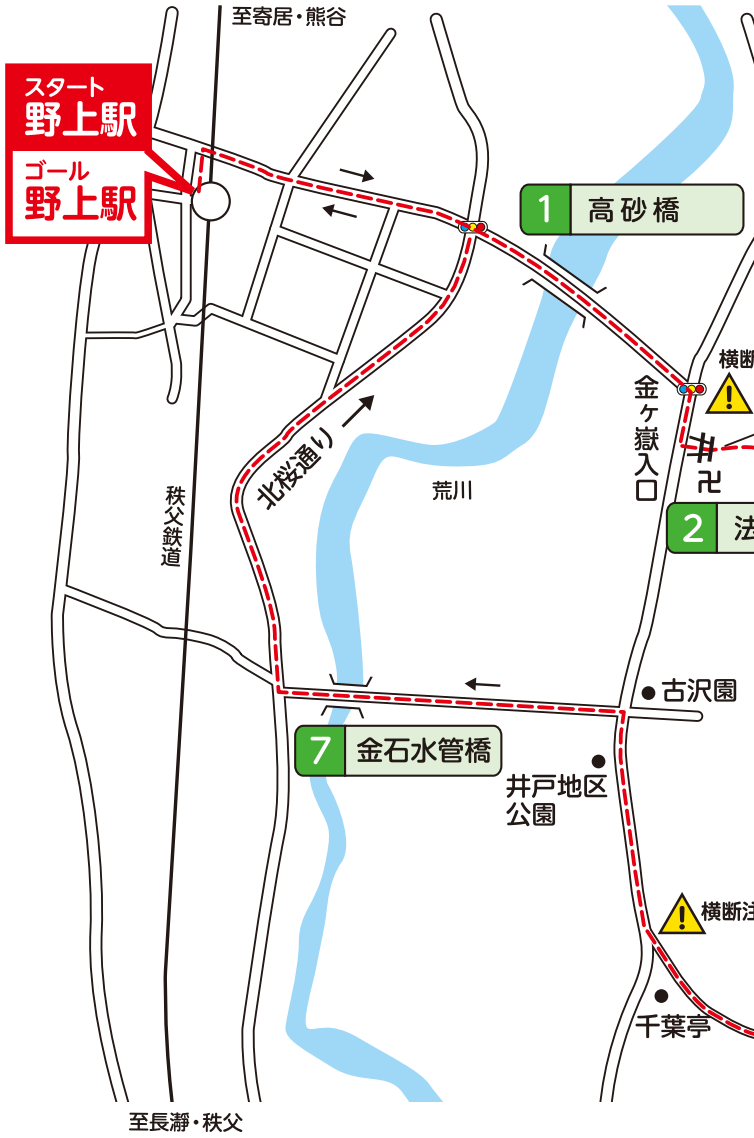 至寄居・熊谷
スタート
野上駅
ゴール
野上駅
1 高砂橋
横断
金ヶ嶽入口
北桜通り
荒川
秩父鉄道
2 法
古沢園
7 金石水管橋
井戸地区
公園
横断注
千葉亭
至長瀞・秩父